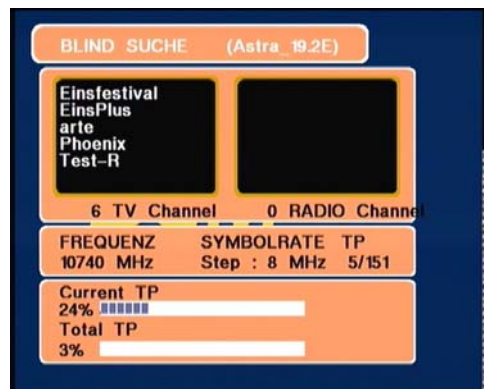 BLIND SUCHE (Astra_19.2E)
Einsfestival
EinsPlus
arte
Phoenix
Test-R
6 TV Channel 0 RADIO Channel
FREQUENZ SYMBOLRATE TP
10740 MHz Step : 8 MHz 5/151
Current TP
24%
Total TP
3%